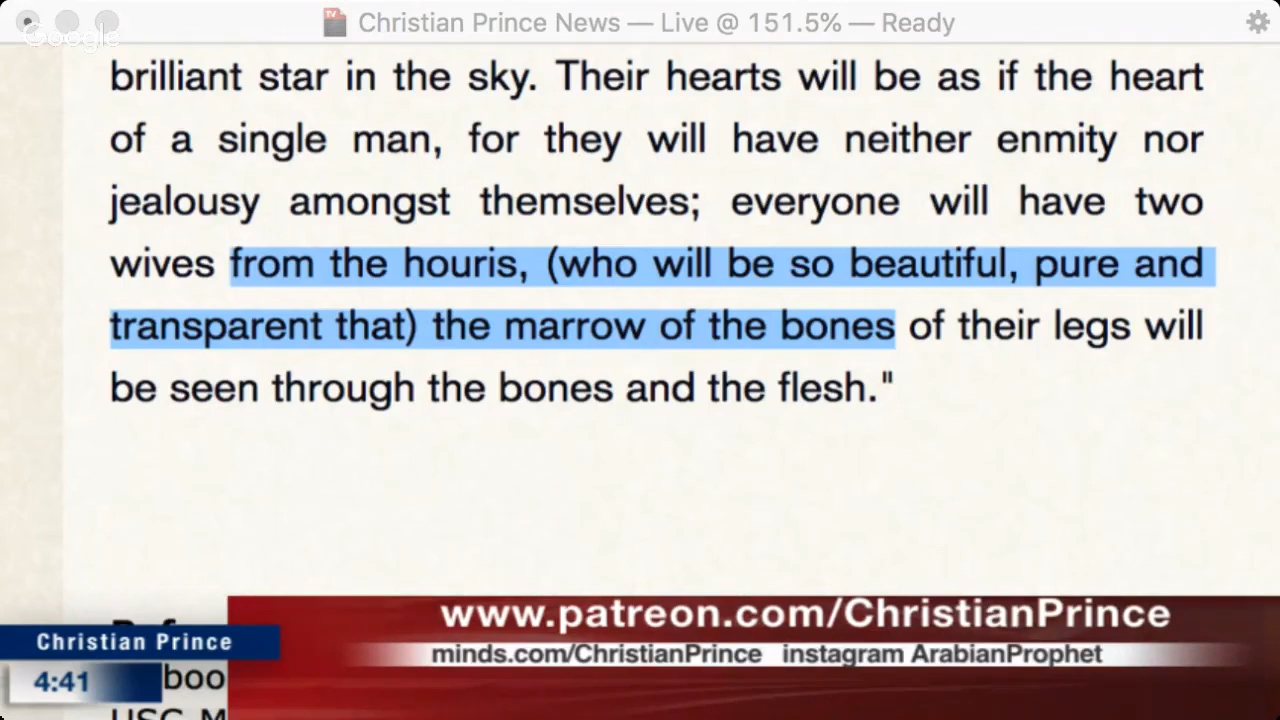 Christian Prince News — Live @ 151.5% — Ready
Google
brilliant star in the sky. Their hearts will be as if the heart
of a single man, for they will have neither enmity nor
jealousy amongst themselves; everyone will have two
wives from the houris, (who will be so beautiful, pure and
transparent that) the marrow of the bones of their legs will
be seen through the bones and the flesh."
www.patreon.com/ChristianPrince
Christian Prince
minds.com/ChristianPrince instagram ArabianProphet
4:41
boo